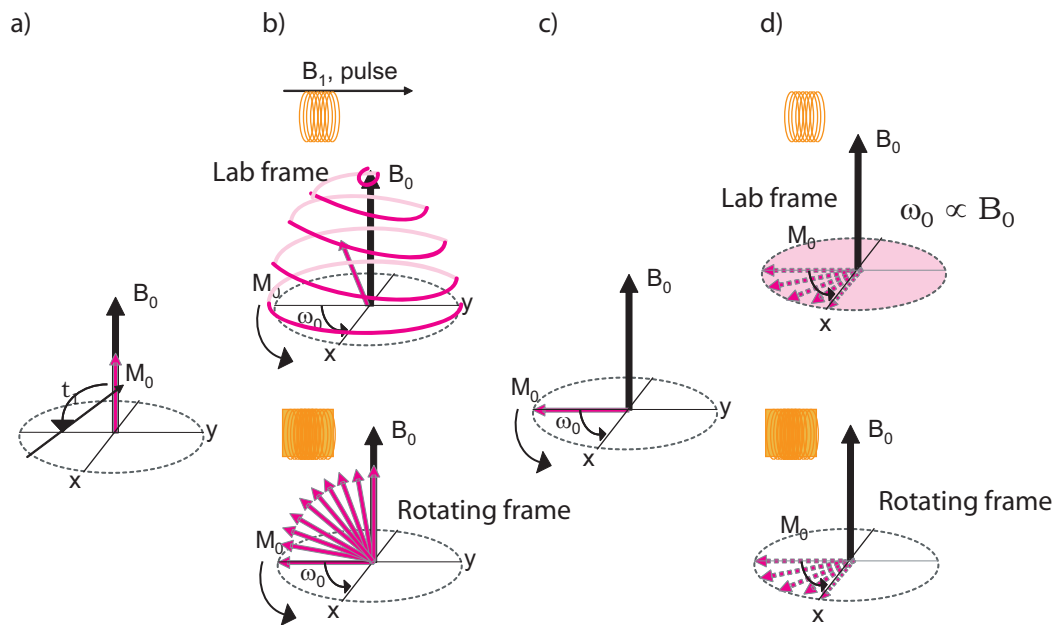 a)
B₀
t₁
M₀
y
x
b)
B₁, pulse
Lab frame
B₀
M₀
ω₀
y
x
B₀
Rotating frame
M₀
ω₀
y
x
c)
B₀
M₀
ω₀
y
x
d)
B₀
Lab frame
ω₀ ∝ B₀
M₀
x
B₀
Rotating frame
M₀
x